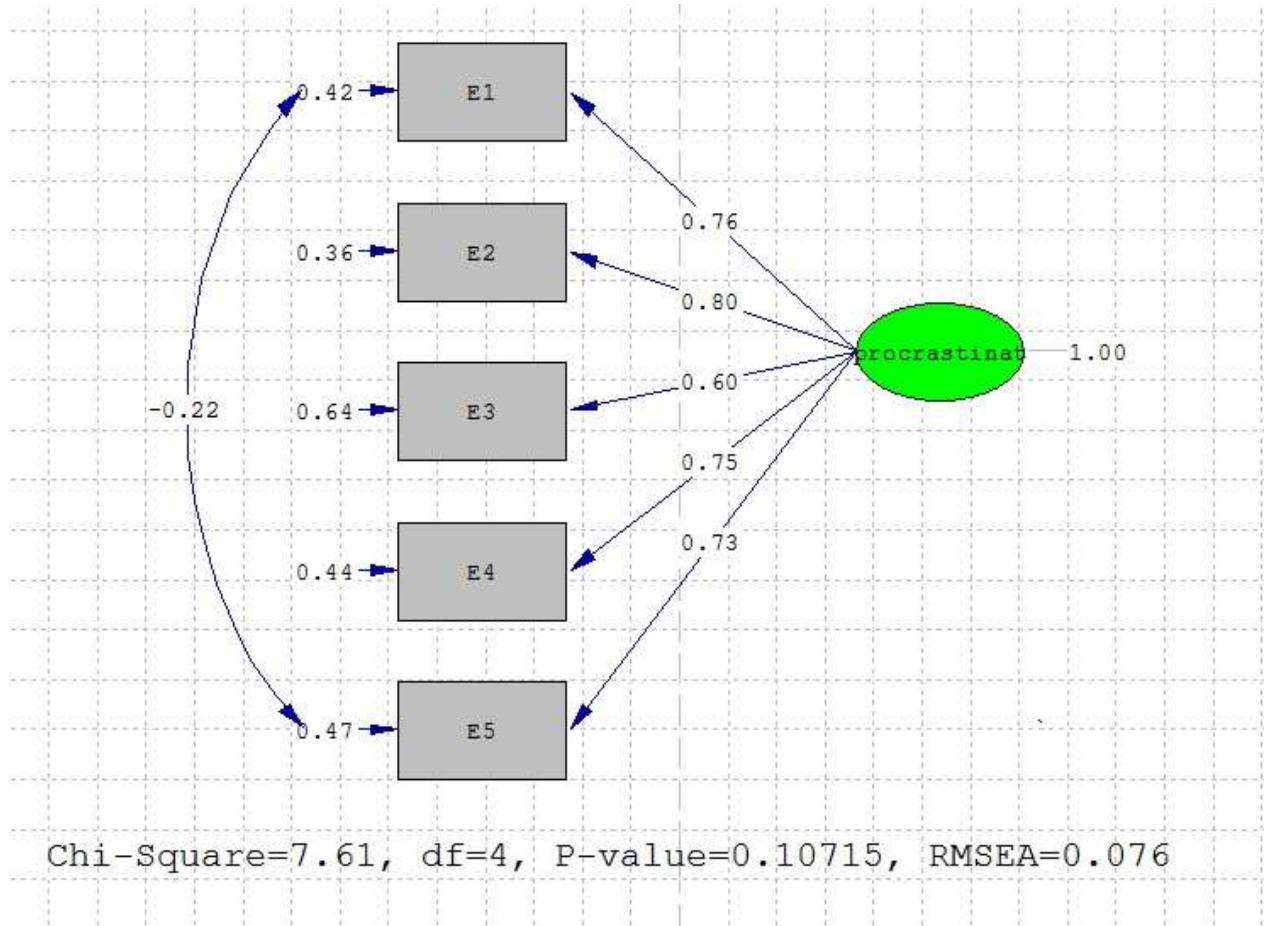 0.42 E1
0.76
0.36 E2
0.80
procrastinat 1.00
0.60
-0.22 0.64 E3
0.75
0.44 E4
0.73
0.47 E5
Chi-Square=7.61, df=4, P-value=0.10715, RMSEA=0.076